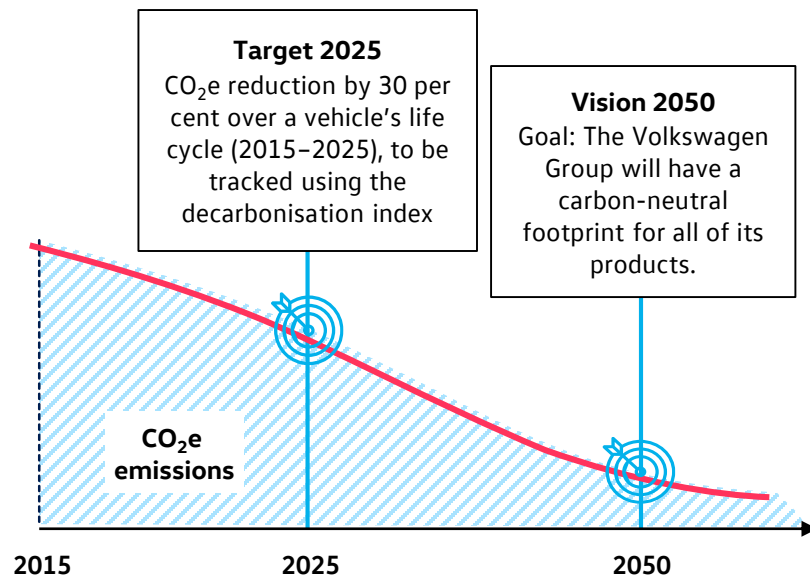 Target 2025
CO₂e reduction by 30 per
cent over a vehicle's life
cycle (2015–2025), to be
tracked using the
decarbonisation index
Vision 2050
Goal: The Volkswagen
Group will have a
carbon-neutral
footprint for all of its
products.
CO₂e
emissions
2015
2025
2050